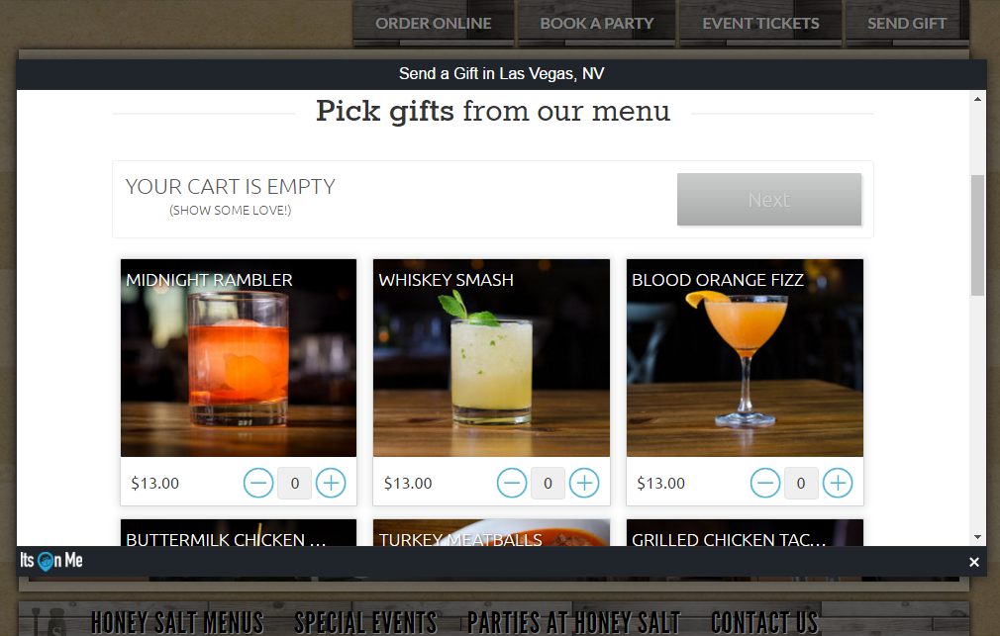 ORDER ONLINE
BOOK A PARTY
EVENT TICKETS
SEND GIFT
Send a Gift in Las Vegas, NV
Pick gifts from our menu
YOUR CART IS EMPTY
(SHOW SOME LOVE!)
Next
MIDNIGHT RAMBLER
WHISKEY SMASH
BLOOD ORANGE FIZZ
$13.00
0
$13.00
0
$13.00
0
BUTTERMILK CHICKEN ...
TURKEY MEATBALLS
GRILLED CHICKEN TAC...
Its On Me
HONEY SALT MENUS
SPECIAL EVENTS
PARTIES AT HONEY SALT
CONTACT US